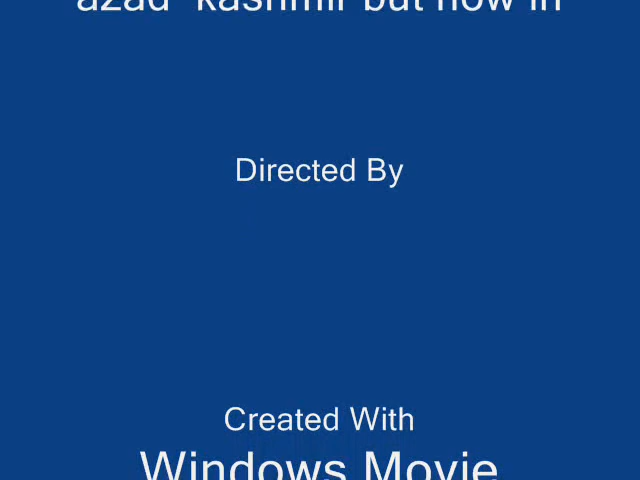 azad kashmir but now in
Directed By
Created With
Windows Movie